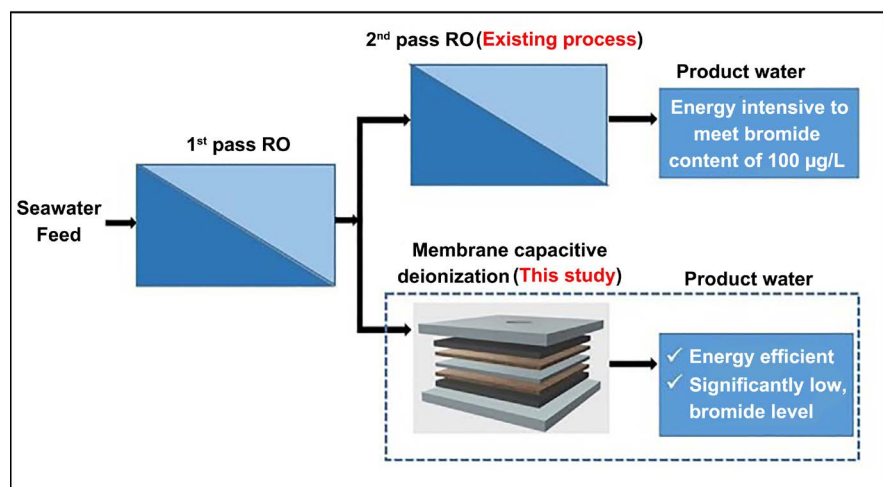 2nd pass RO (Existing process)
Product water
Energy intensive to
meet bromide
content of 100 µg/L
1st pass RO
Seawater
Feed
Membrane capacitive
deionization (This study)
Product water
✓ Energy efficient
✓ Significantly low,
bromide level